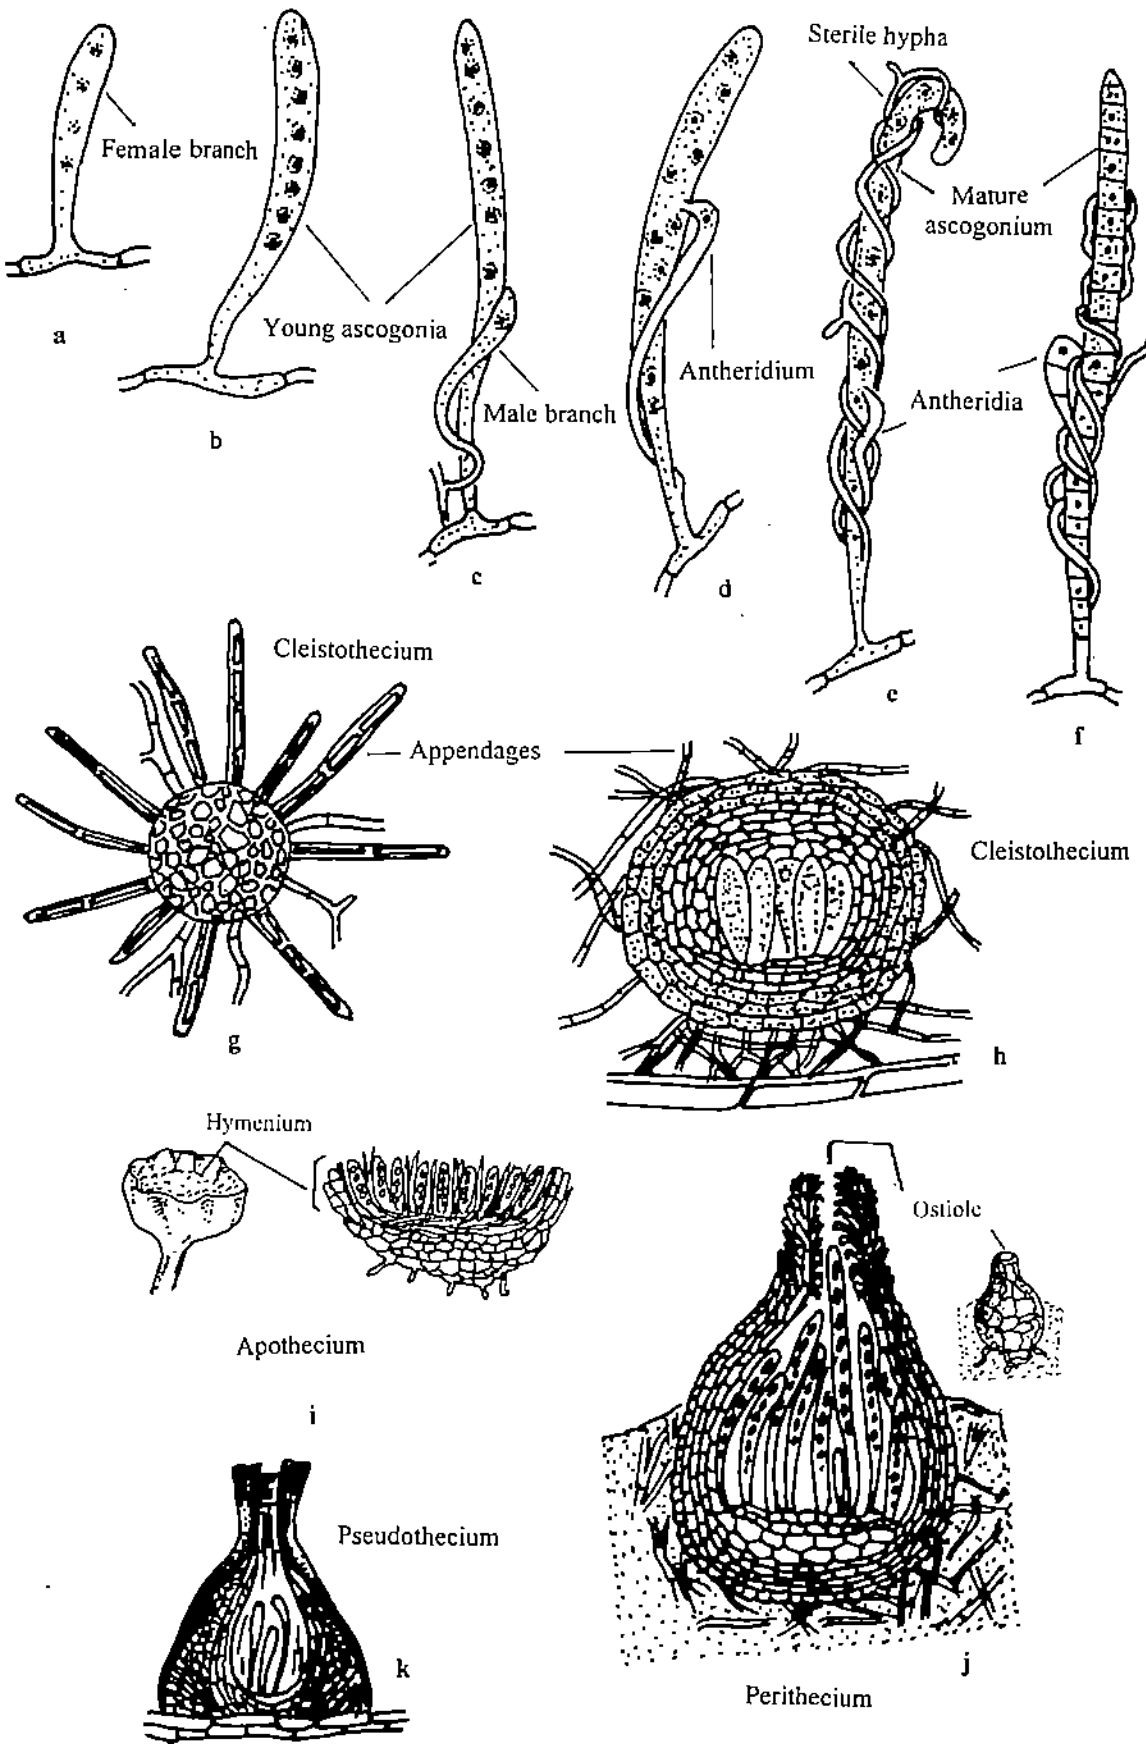 Sterile hypha
Female branch
Mature
ascogonium
Young ascogonia
Antheridium
Male branch
Antheridia
a
b
c
d
e
f
Cleistothecium
Appendages
Cleistothecium
g
h
Hymenium
Ostiole
Apothecium
i
Pseudothecium
k
j
Perithecium